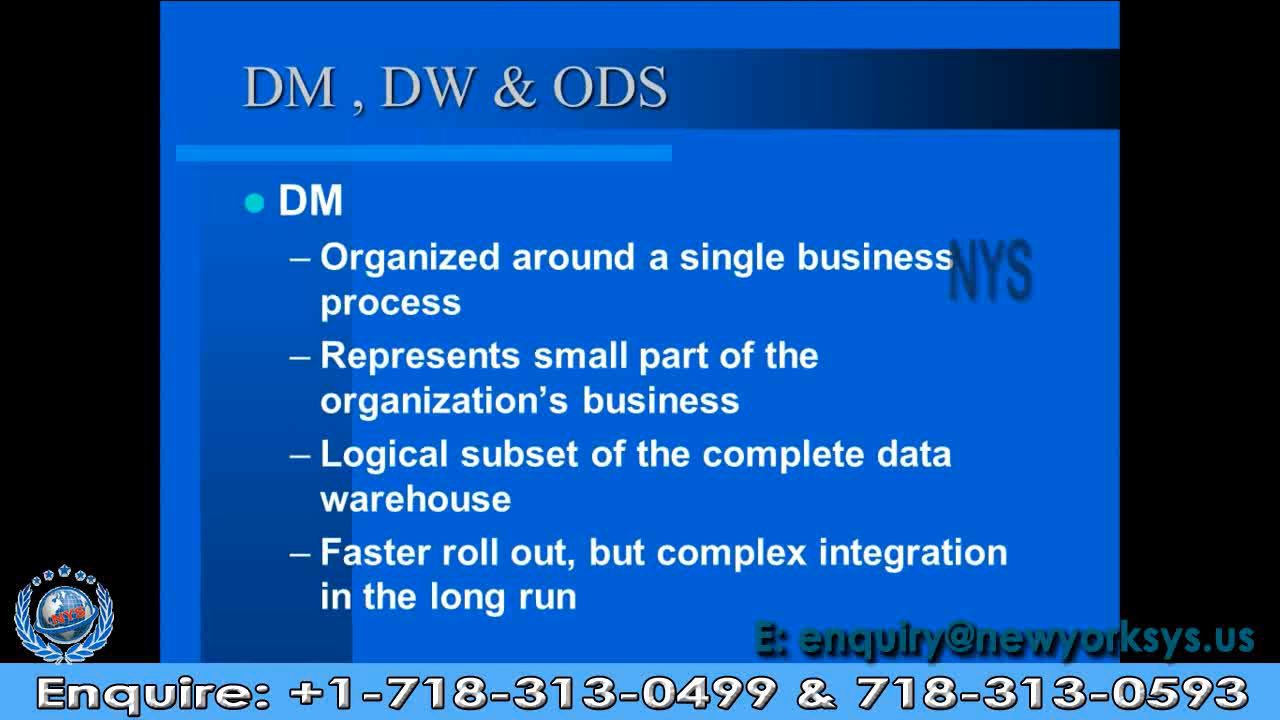 DM , DW & ODS
DM
– Organized around a single business
process
– Represents small part of the
organization’s business
– Logical subset of the complete data
warehouse
– Faster roll out, but complex integration
in the long run
NYS
NYS
E: enquiry@newyorksys.us
Enquire: +1-718-313-0499 & 718-313-0593